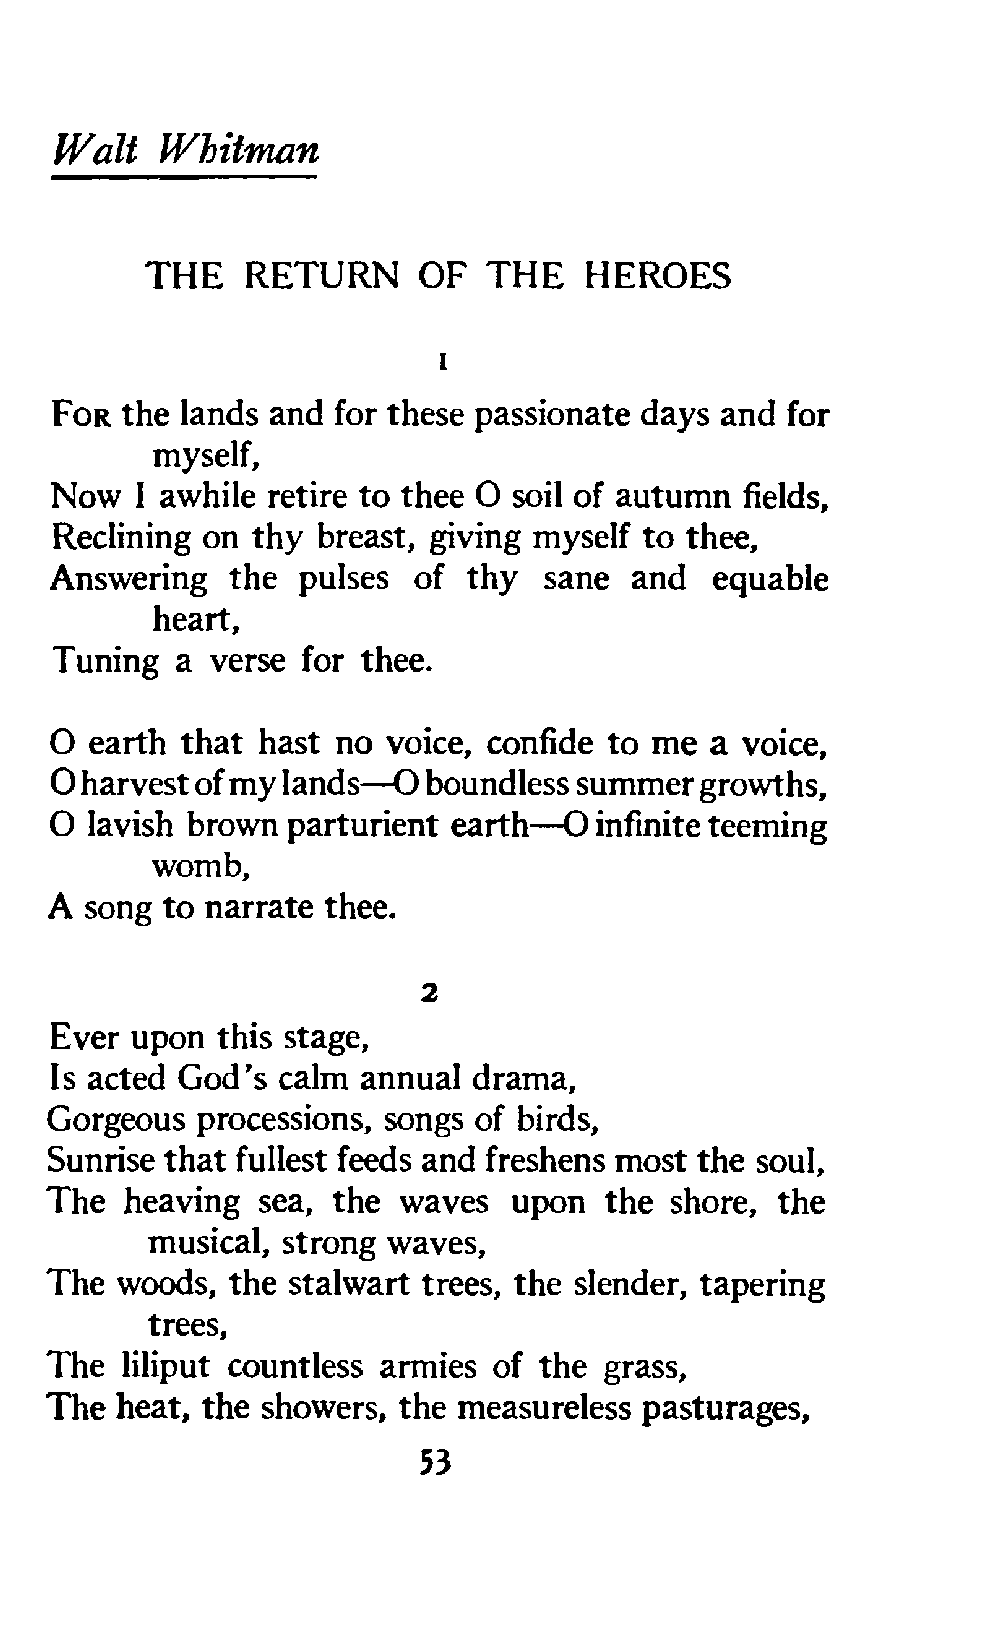 Walt Whitman
THE RETURN OF THE HEROES
1
FOR the lands and for these passionate days and for
myself,
Now I awhile retire to thee O soil of autumn fields,
Reclining on thy breast, giving myself to thee,
Answering the pulses of thy sane and equable
heart,
Tuning a verse for thee.
O earth that hast no voice, confide to me a voice,
O harvest of my lands—O boundless summer growths,
O lavish brown parturient earth—O infinite teeming
womb,
A song to narrate thee.
2
Ever upon this stage,
Is acted God's calm annual drama,
Gorgeous processions, songs of birds,
Sunrise that fullest feeds and freshens most the soul,
The heaving sea, the waves upon the shore, the
musical, strong waves,
The woods, the stalwart trees, the slender, tapering
trees,
The liliput countless armies of the grass,
The heat, the showers, the measureless pasturages,
53